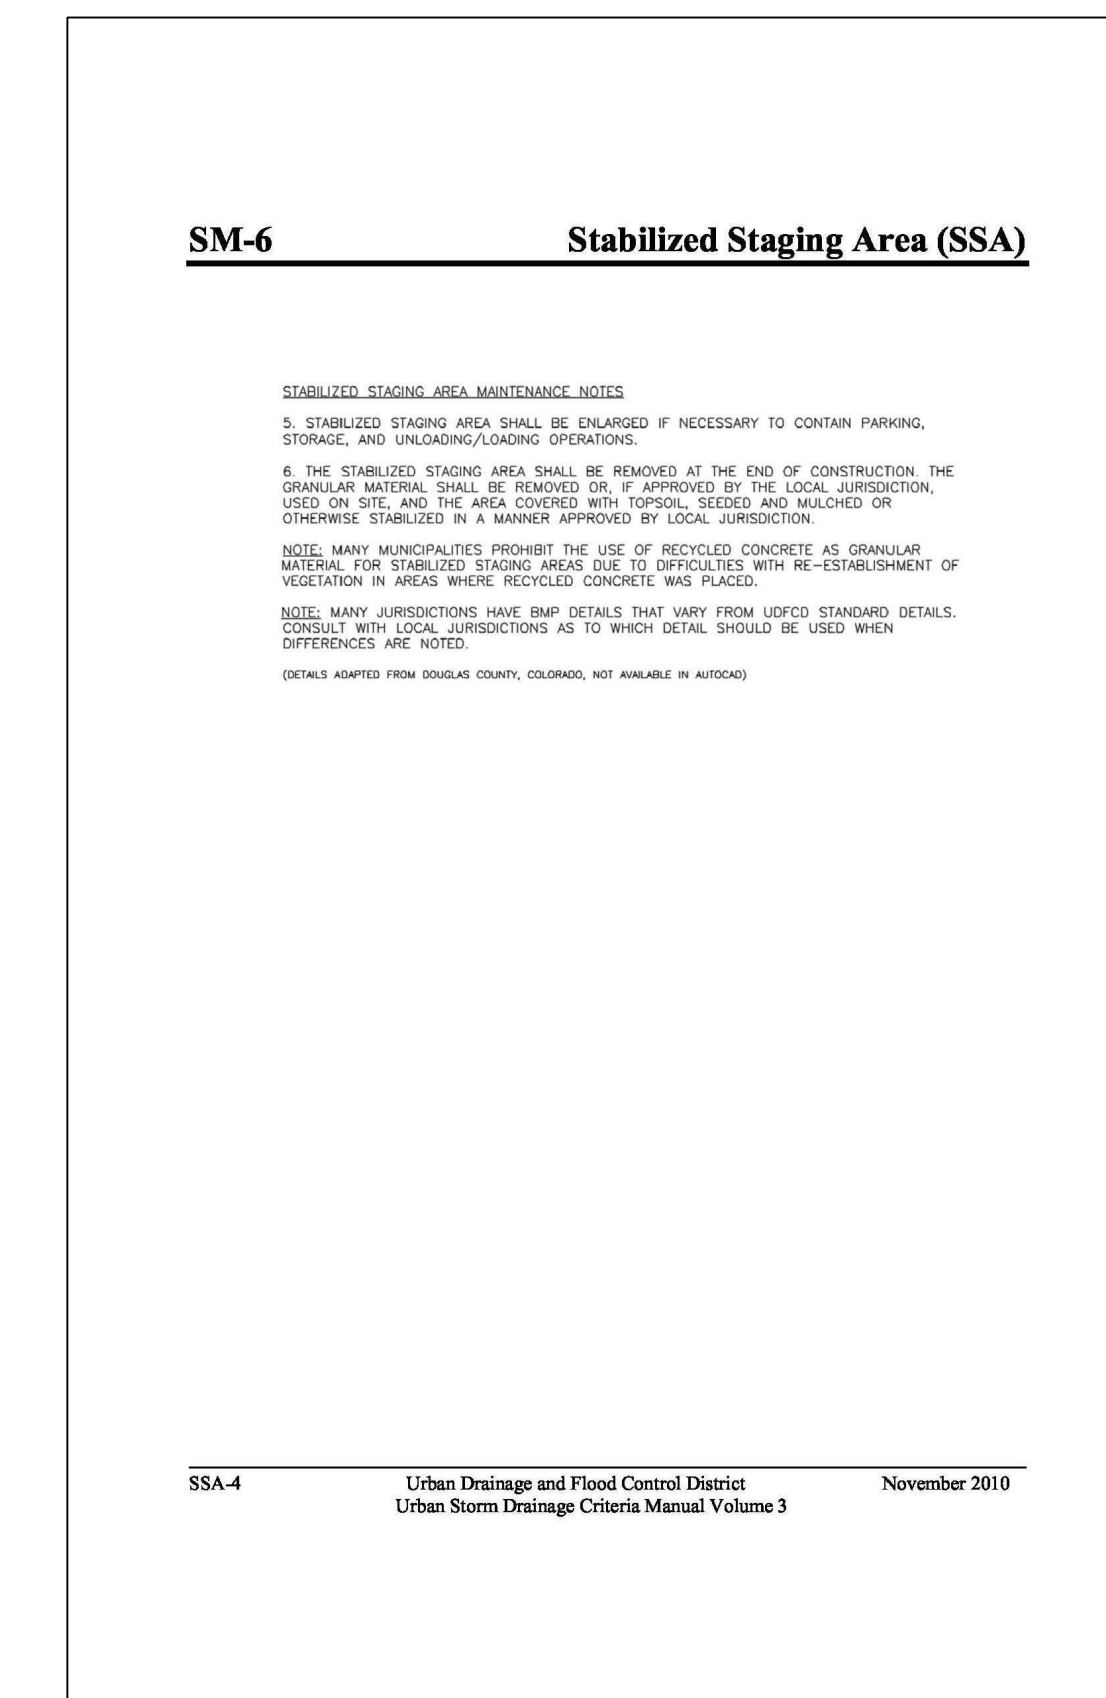 SM-6 Stabilized Staging Area (SSA)
STABILIZED STAGING AREA MAINTENANCE NOTES
5. STABILIZED STAGING AREA SHALL BE ENLARGED IF NECESSARY TO CONTAIN PARKING,
STORAGE, AND UNLOADING/LOADING OPERATIONS.
6. THE STABILIZED STAGING AREA SHALL BE REMOVED AT THE END OF CONSTRUCTION. THE
GRANULAR MATERIAL SHALL BE REMOVED OR, IF APPROVED BY THE LOCAL JURISDICTION,
USED ON SITE, AND THE AREA COVERED WITH TOPSOIL, SEEDED AND MULCHED OR
OTHERWISE STABILIZED IN A MANNER APPROVED BY LOCAL JURISDICTION.
NOTE: MANY MUNICIPALITIES PROHIBIT THE USE OF RECYCLED CONCRETE AS GRANULAR
MATERIAL FOR STABILIZED STAGING AREAS DUE TO DIFFICULTIES WITH RE-ESTABLISHMENT OF
VEGETATION IN AREAS WHERE RECYCLED CONCRETE WAS PLACED.
NOTE: MANY JURISDICTIONS HAVE BMP DETAILS THAT VARY FROM UDFCD STANDARD DETAILS.
CONSULT WITH LOCAL JURISDICTIONS AS TO WHICH DETAIL SHOULD BE USED WHEN
DIFFERENCES ARE NOTED.
(DETAILS ADAPTED FROM DOUGLAS COUNTY, COLORADO, NOT AVAILABLE IN AUTOCAD)
SSA-4 Urban Drainage and Flood Control District November 2010
Urban Storm Drainage Criteria Manual Volume 3